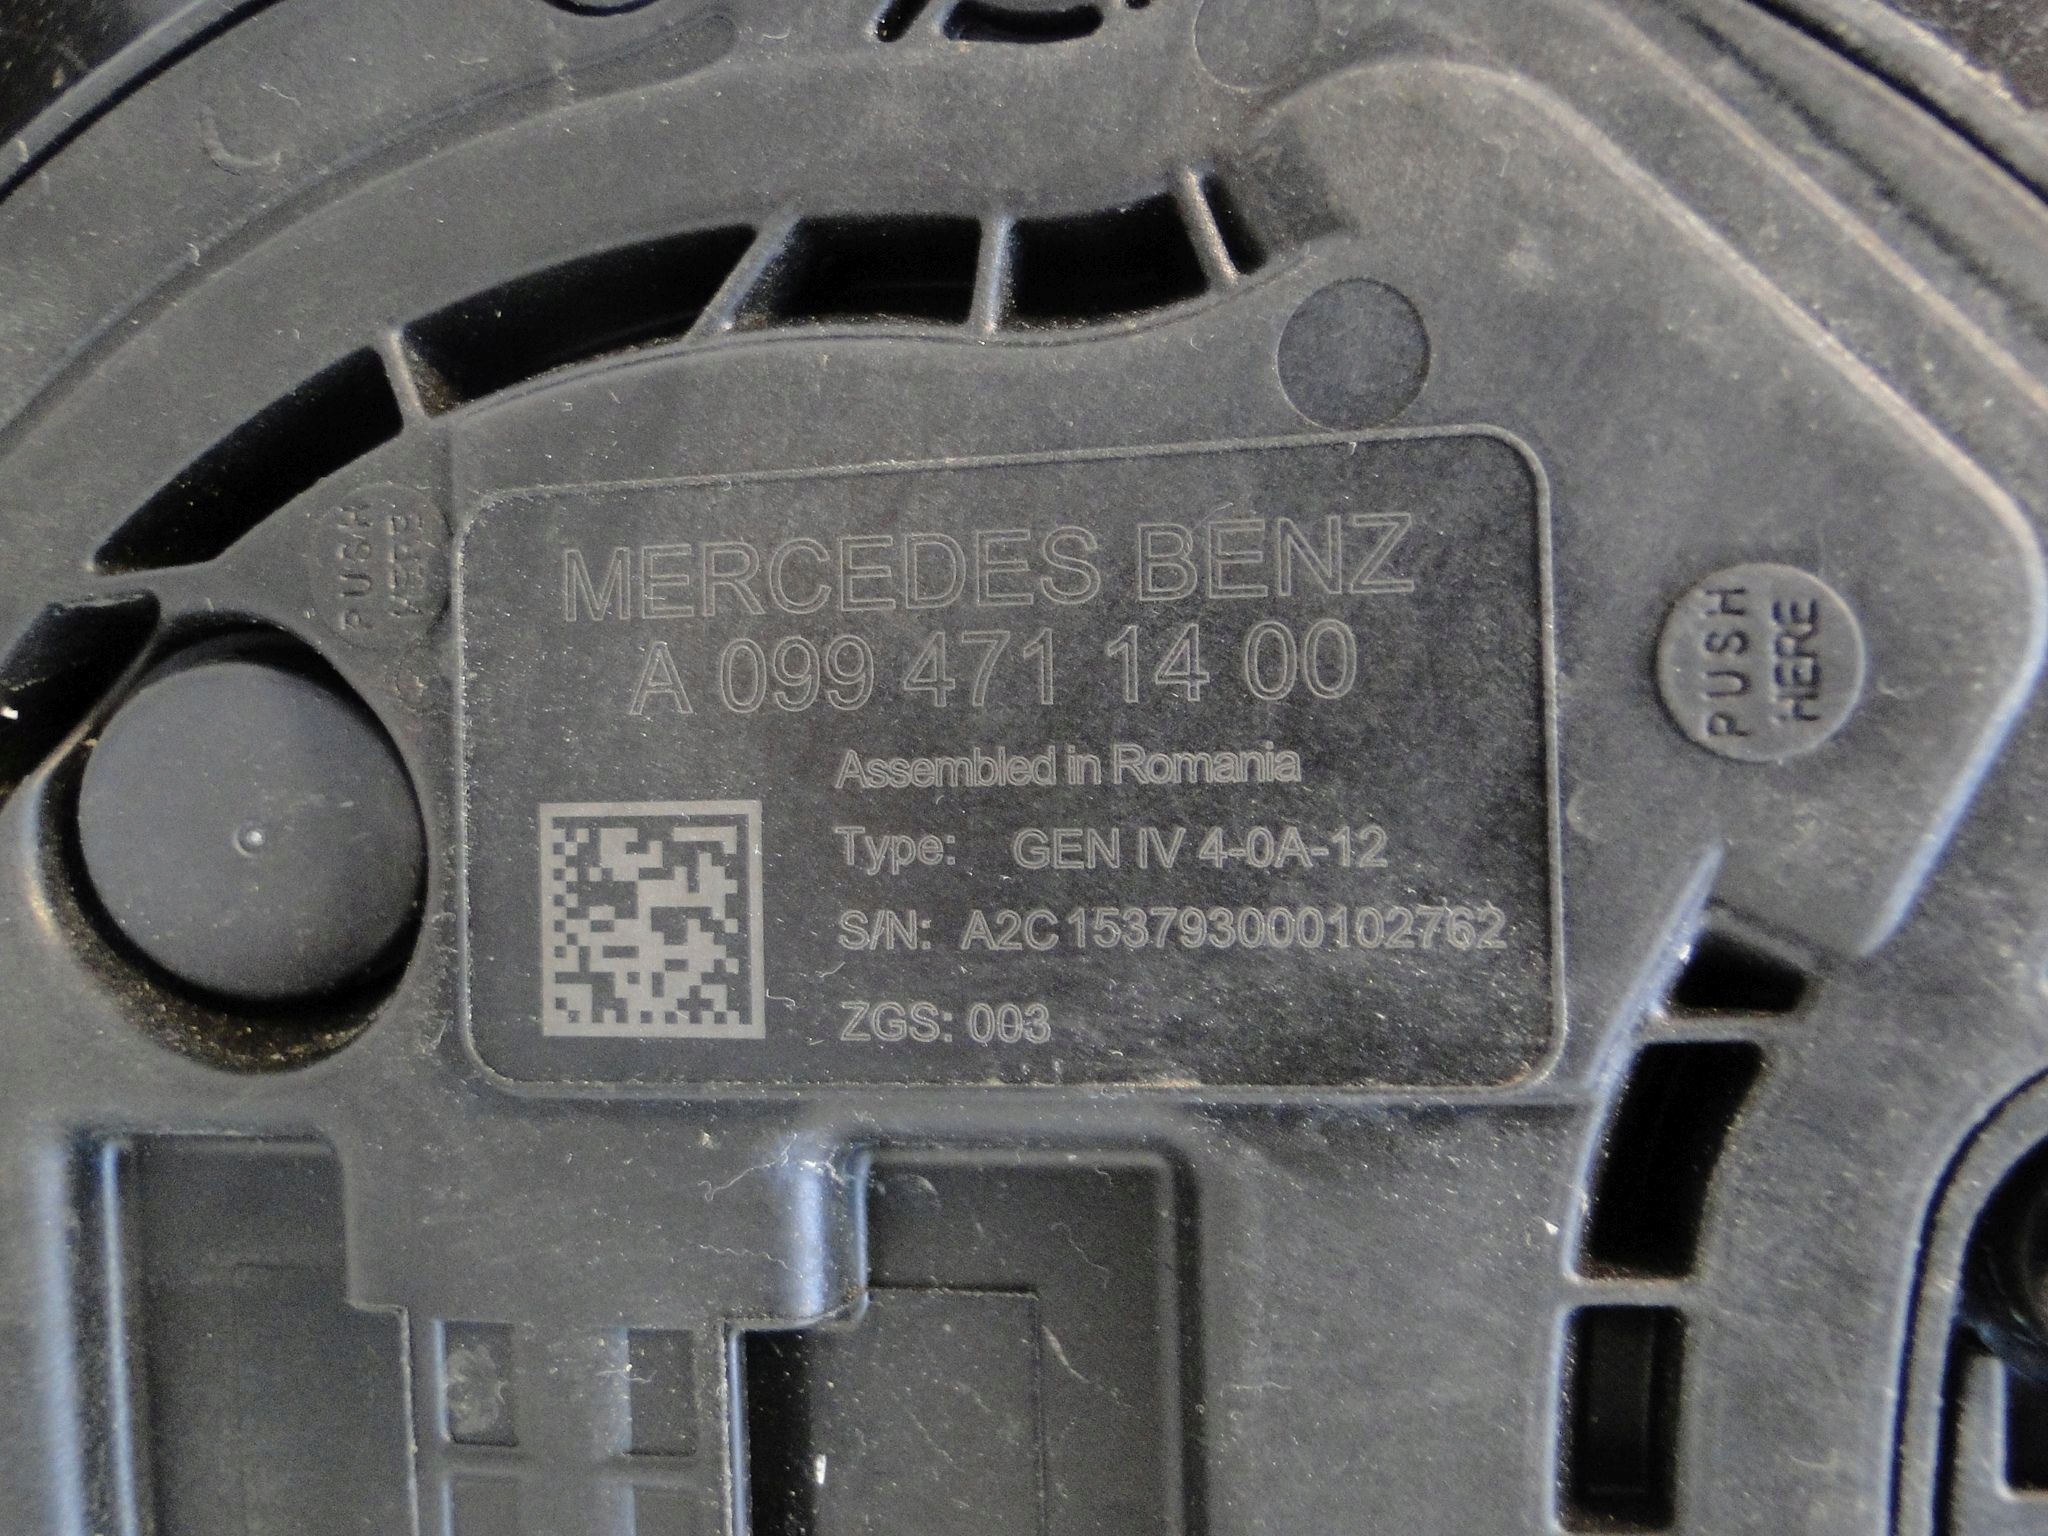 MERCEDES BENZ
A 099 471 14 00
Assembled in Romania
Type: GEN IV 4-0A-12
S/N: A2C153793000102762
ZGS: 003
PUSH
HERE
PUSH
HERE